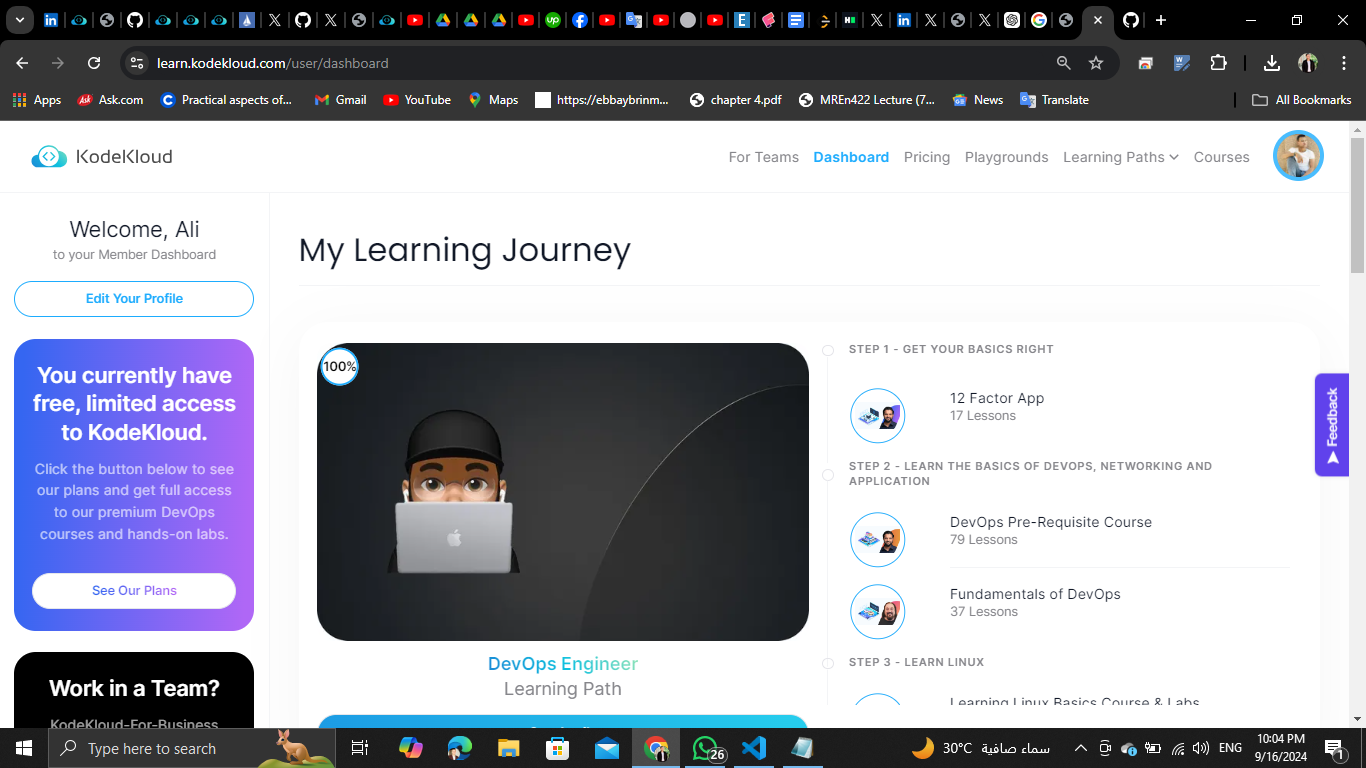 learn.kodekloud.com/user/dashboard
Apps
Ask.com
Practical aspects of...
Gmail
YouTube
Maps
https://ebbaybrinm...
chapter 4.pdf
MREn422 Lecture (7...
News
Translate
All Bookmarks
KodeKloud
For Teams
Dashboard
Pricing
Playgrounds
Learning Paths
Courses
Welcome, Ali
to your Member Dashboard
Edit Your Profile
You currently have
free, limited access
to KodeKloud.
Click the button below to see
our plans and get full access
to our premium DevOps
courses and hands-on labs.
See Our Plans
Work in a Team?
KodeKloud-For-Business
My Learning Journey
100%
DevOps Engineer
Learning Path
STEP 1 - GET YOUR BASICS RIGHT
12 Factor App
17 Lessons
STEP 2 - LEARN THE BASICS OF DEVOPS, NETWORKING AND
APPLICATION
DevOps Pre-Requisite Course
79 Lessons
Fundamentals of DevOps
37 Lessons
STEP 3 - LEARN LINUX
Learning Linux Basics Course & Labs
Feedback
Type here to search
26
30°C
سماء صافية
ENG
10:04 PM
9/16/2024
1